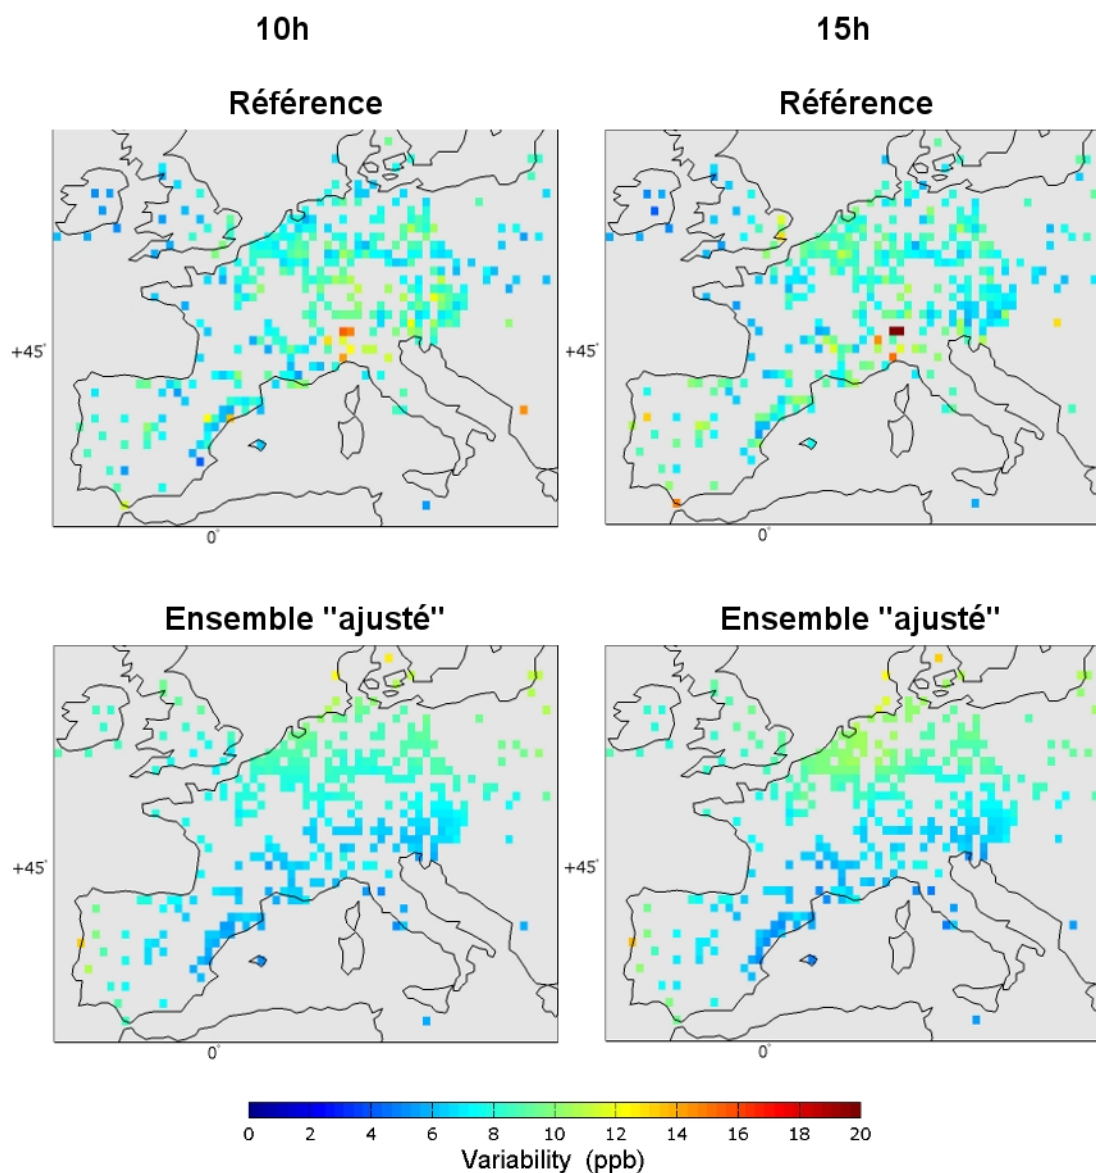 10h 15h
Référence Référence
+45° +45°
0° 0°
Ensemble "ajusté" Ensemble "ajusté"
+45° +45°
0° 0°
0 2 4 6 8 10 12 14 16 18 20
Variability (ppb)